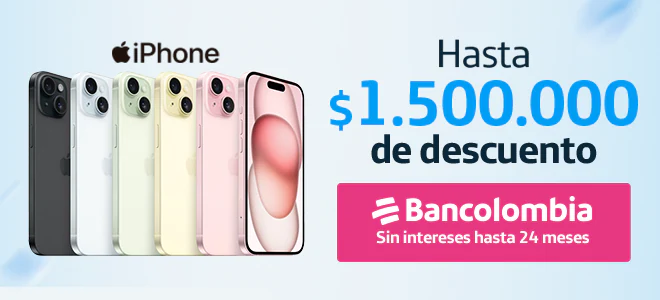 iPhone
Hasta
$1.500.000
de descuento
Bancolombia
Sin intereses hasta 24 meses